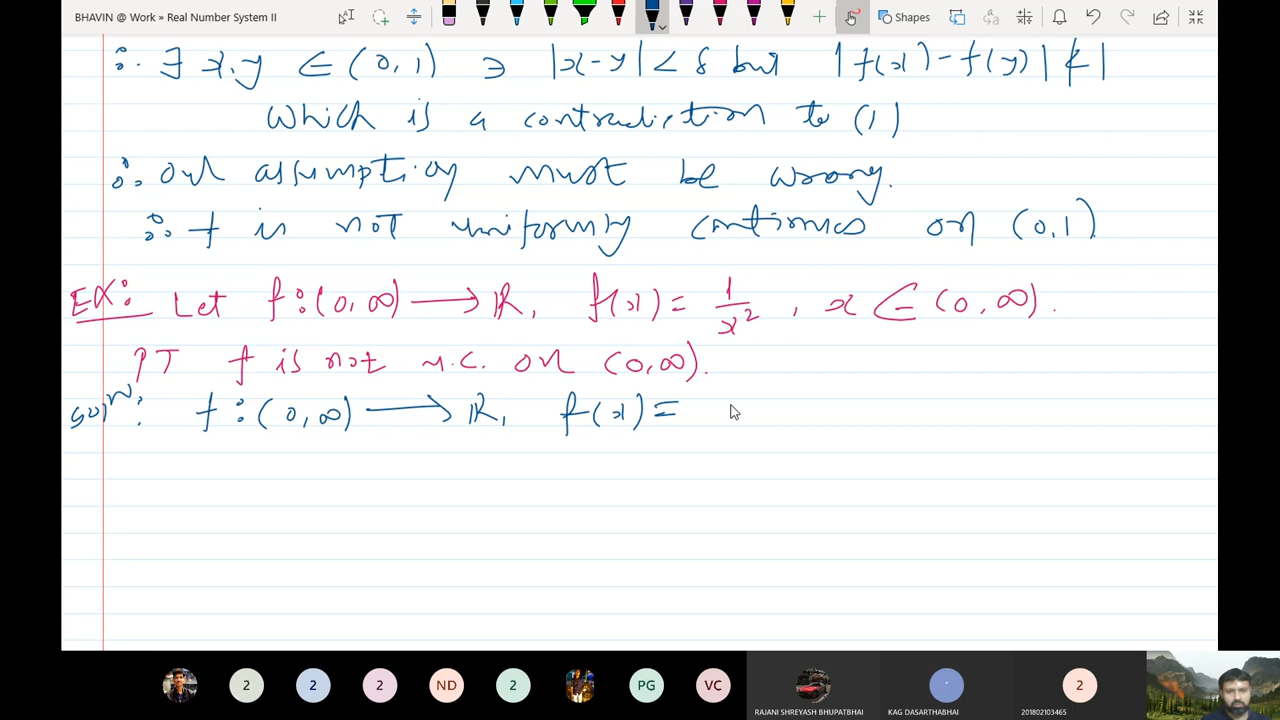 BHAVIN @ Work » Real Number System II
Shapes
∴ ∃ x, y ∈ (0, 1) ∋ |x-y| < δ but |f(x) - f(y)| ≮ 1
Which is a contradiction to (1)
∴ our assumption must be wrong.
∴ f is not uniformly continuous on (0,1).
EX: Let f : (0, ∞) ⟶ ℝ, f(x) = 1/x², x ∈ (0, ∞).
PT f is not u.c. on (0,∞).
Solⁿ: f : (0, ∞) ⟶ ℝ, f(x) =
2 2 2 ND 2 PG VC 2
RAJANI SHREYASH BHUPATBHAI KAG DASARTHABHAI 201802103465